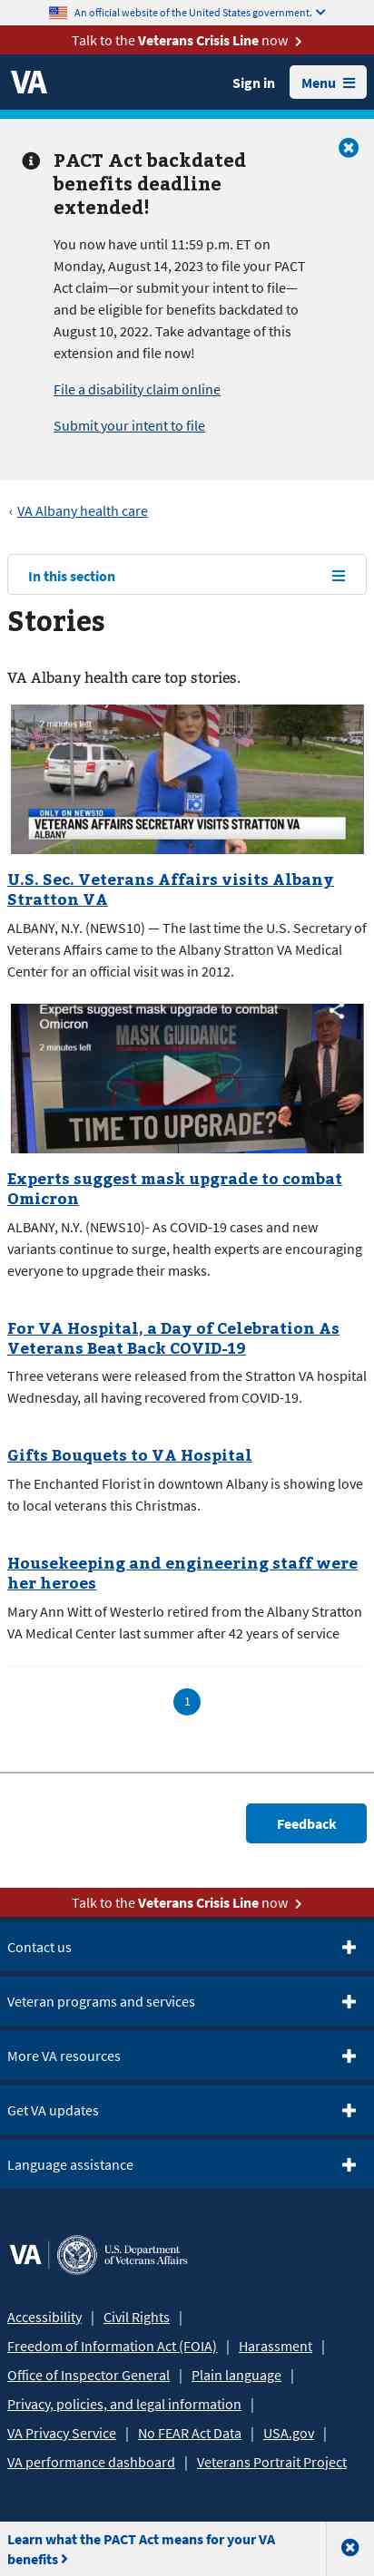 An official website of the United States government.
Talk to the Veterans Crisis Line now
VA
Sign in
Menu
PACT Act backdated
benefits deadline
extended!
You now have until 11:59 p.m. ET on
Monday, August 14, 2023 to file your PACT
Act claim—or submit your intent to file—
and be eligible for benefits backdated to
August 10, 2022. Take advantage of this
extension and file now!
File a disability claim online
Submit your intent to file
‹ VA Albany health care
In this section
Stories
VA Albany health care top stories.
2 minutes left
ONLY ON NEWS10
VETERANS AFFAIRS SECRETARY VISITS STRATTON VA
ALBANY
U.S. Sec. Veterans Affairs visits Albany
Stratton VA
ALBANY, N.Y. (NEWS10) — The last time the U.S. Secretary of
Veterans Affairs came to the Albany Stratton VA Medical
Center for an official visit was in 2012.
Experts suggest mask upgrade to combat
Omicron
2 minutes left
MASK GUIDANCE
TIME TO UPGRADE?
Experts suggest mask upgrade to combat
Omicron
ALBANY, N.Y. (NEWS10)- As COVID-19 cases and new
variants continue to surge, health experts are encouraging
everyone to upgrade their masks.
For VA Hospital, a Day of Celebration As
Veterans Beat Back COVID-19
Three veterans were released from the Stratton VA hospital
Wednesday, all having recovered from COVID-19.
Gifts Bouquets to VA Hospital
The Enchanted Florist in downtown Albany is showing love
to local veterans this Christmas.
Housekeeping and engineering staff were
her heroes
Mary Ann Witt of Westerlo retired from the Albany Stratton
VA Medical Center last summer after 42 years of service
1
Feedback
Talk to the Veterans Crisis Line now
Contact us
Veteran programs and services
More VA resources
Get VA updates
Language assistance
VA
U.S. Department
of Veterans Affairs
Accessibility | Civil Rights |
Freedom of Information Act (FOIA) | Harassment |
Office of Inspector General | Plain language |
Privacy, policies, and legal information |
VA Privacy Service | No FEAR Act Data | USA.gov |
VA performance dashboard | Veterans Portrait Project
Learn what the PACT Act means for your VA
benefits